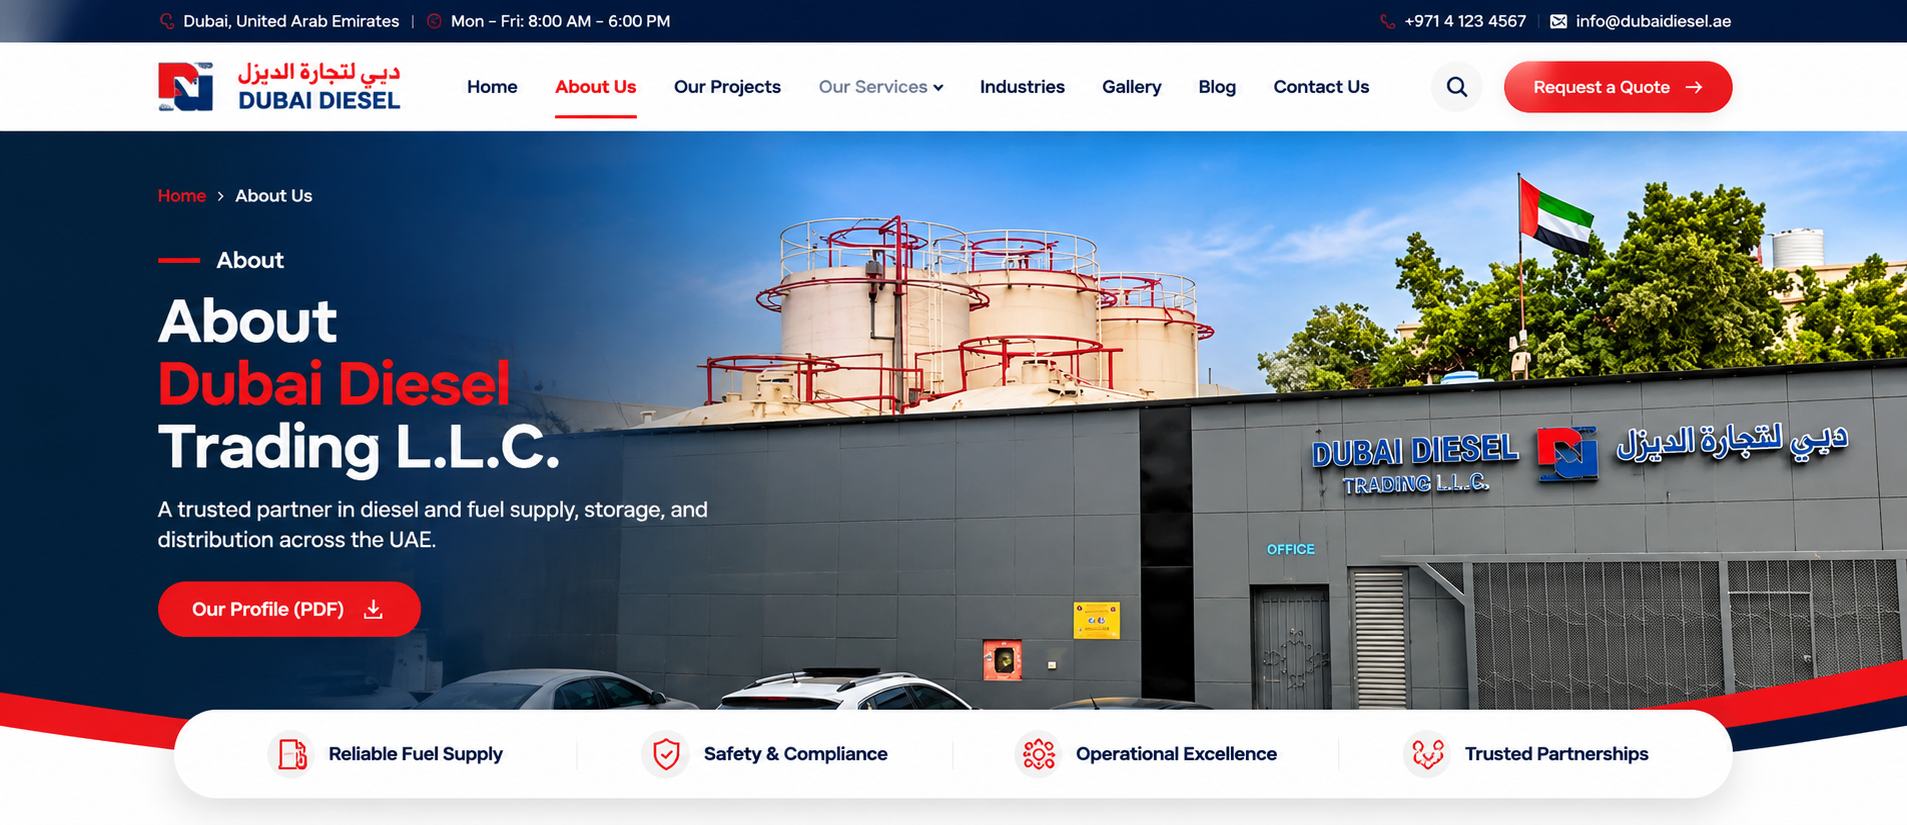 Dubai, United Arab Emirates | Mon – Fri: 8:00 AM – 6:00 PM
+971 4 123 4567 | info@dubaidiesel.ae
دبي لتجارة الديزل
DUBAI DIESEL
Home About Us Our Projects Our Services Industries Gallery Blog Contact Us
Request a Quote →
Home > About Us
About
About
Dubai Diesel
Trading L.L.C.
A trusted partner in diesel and fuel supply, storage, and
distribution across the UAE.
Our Profile (PDF)
DUBAI DIESEL
TRADING L.L.C.
دبي لتجارة الديزل
OFFICE
Reliable Fuel Supply
Safety & Compliance
Operational Excellence
Trusted Partnerships